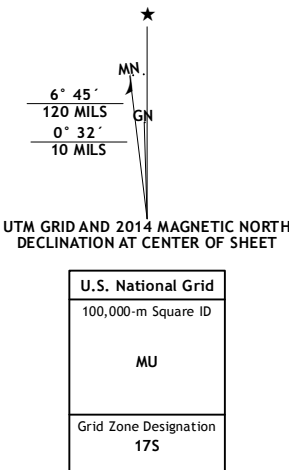 ★
MN
6° 45´
120 MILS
GN
0° 32´
10 MILS
UTM GRID AND 2014 MAGNETIC NORTH
DECLINATION AT CENTER OF SHEET
U.S. National Grid
100,000-m Square ID
MU
Grid Zone Designation
17S